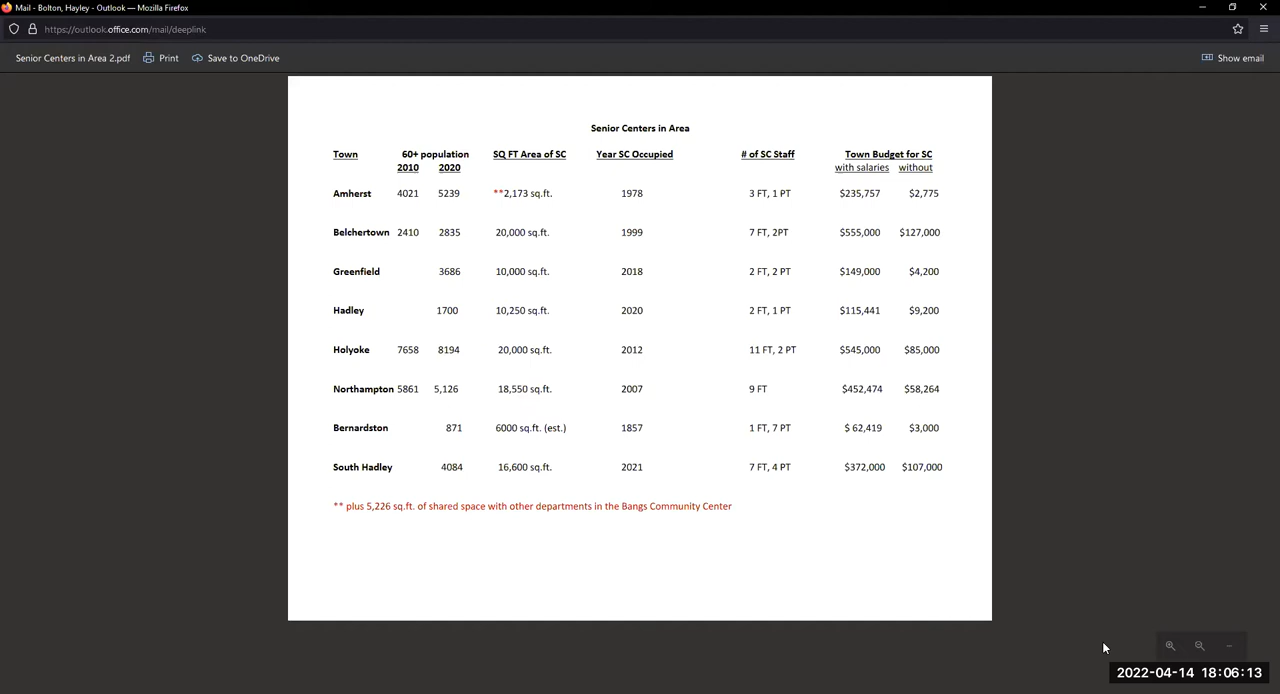 Mail - Bolton, Hayley - Outlook — Mozilla Firefox
https://outlook.office.com/mail/deeplink
Senior Centers in Area 2.pdf Print Save to OneDrive Show email
Senior Centers in Area
Town 60+ population SQ FT Area of SC Year SC Occupied # of SC Staff Town Budget for SC
2010 2020 with salaries without
Amherst 4021 5239 **2,173 sq.ft. 1978 3 FT, 1 PT $235,757 $2,775
Belchertown 2410 2835 20,000 sq.ft. 1999 7 FT, 2PT $555,000 $127,000
Greenfield 3686 10,000 sq.ft. 2018 2 FT, 2 PT $149,000 $4,200
Hadley 1700 10,250 sq.ft. 2020 2 FT, 1 PT $115,441 $9,200
Holyoke 7658 8194 20,000 sq.ft. 2012 11 FT, 2 PT $545,000 $85,000
Northampton 5861 5,126 18,550 sq.ft. 2007 9 FT $452,474 $58,264
Bernardston 871 6000 sq.ft. (est.) 1857 1 FT, 7 PT $ 62,419 $3,000
South Hadley 4084 16,600 sq.ft. 2021 7 FT, 4 PT $372,000 $107,000
** plus 5,226 sq.ft. of shared space with other departments in the Bangs Community Center
2022-04-14 18:06:13